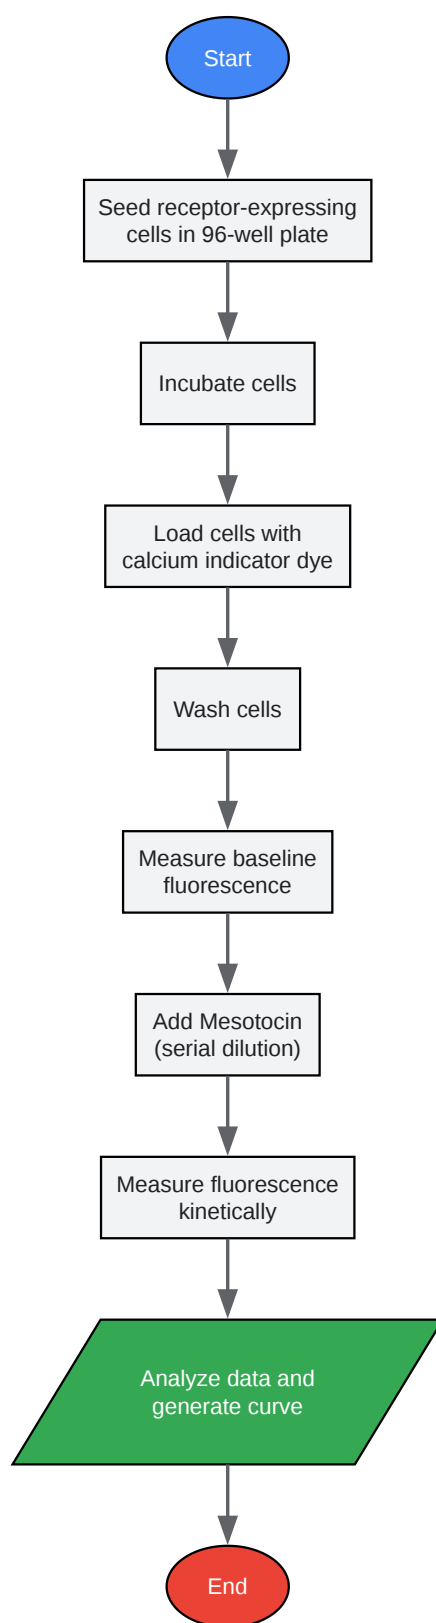 Start
Seed receptor-expressing
cells in 96-well plate
Incubate cells
Load cells with
calcium indicator dye
Wash cells
Measure baseline
fluorescence
Add Mesotocin
(serial dilution)
Measure fluorescence
kinetically
Analyze data and
generate curve
End